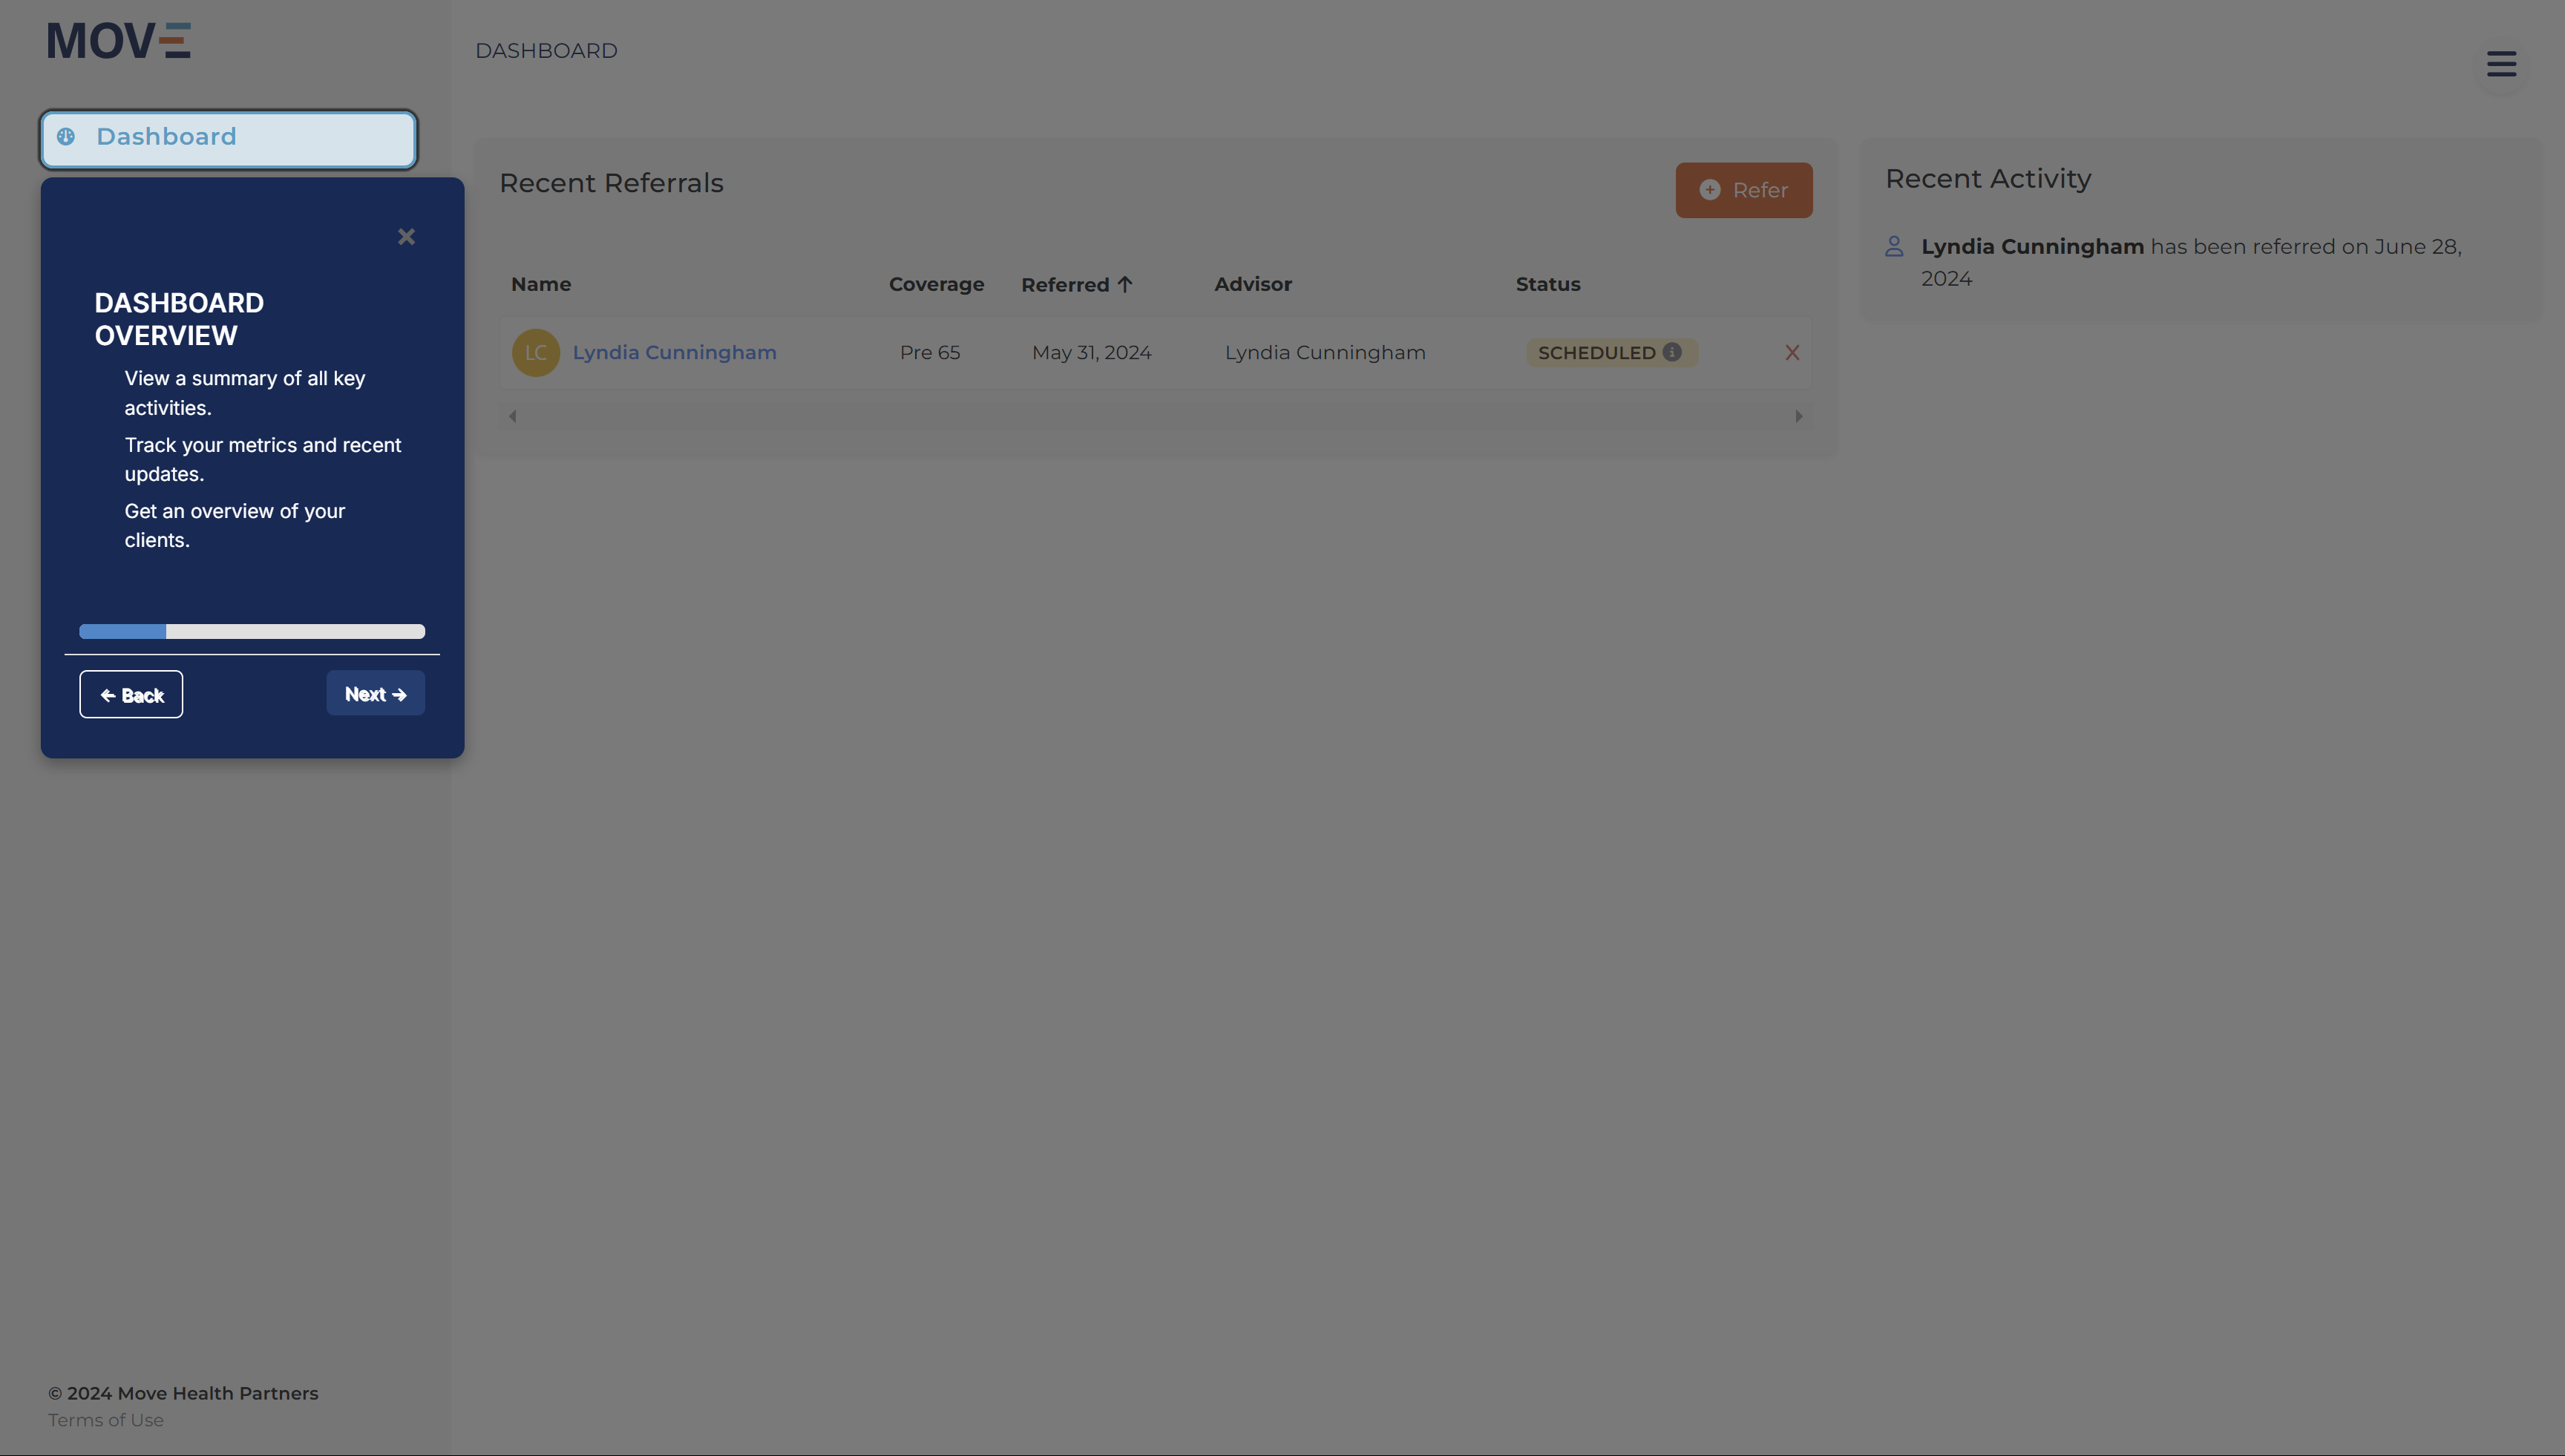 MOVE
DASHBOARD
Dashboard
DASHBOARD
OVERVIEW
View a summary of all key
activities.
Track your metrics and recent
updates.
Get an overview of your
clients.
← Back
Next →
Recent Referrals
Refer
Name Coverage Referred ↑ Advisor Status
LC Lyndia Cunningham Pre 65 May 31, 2024 Lyndia Cunningham SCHEDULED X
Recent Activity
Lyndia Cunningham has been referred on June 28,
2024
© 2024 Move Health Partners
Terms of Use